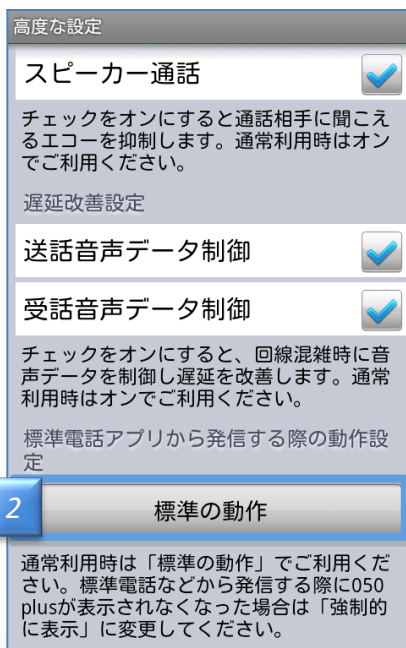 高度な設定
スピーカー通話
チェックをオンにすると通話相手に聞こえ
るエコーを抑制します。通常利用時はオン
でご利用ください。
遅延改善設定
送話音声データ制御
受話音声データ制御
チェックをオンにすると、回線混雑時に音
声データを制御し遅延を改善します。通常
利用時はオンでご利用ください。
標準電話アプリから発信する際の動作設
定
2
標準の動作
通常利用時は「標準の動作」でご利用くだ
さい。標準電話などから発信する際に050
plusが表示されなくなった場合は「強制的
に表示」に変更してください。